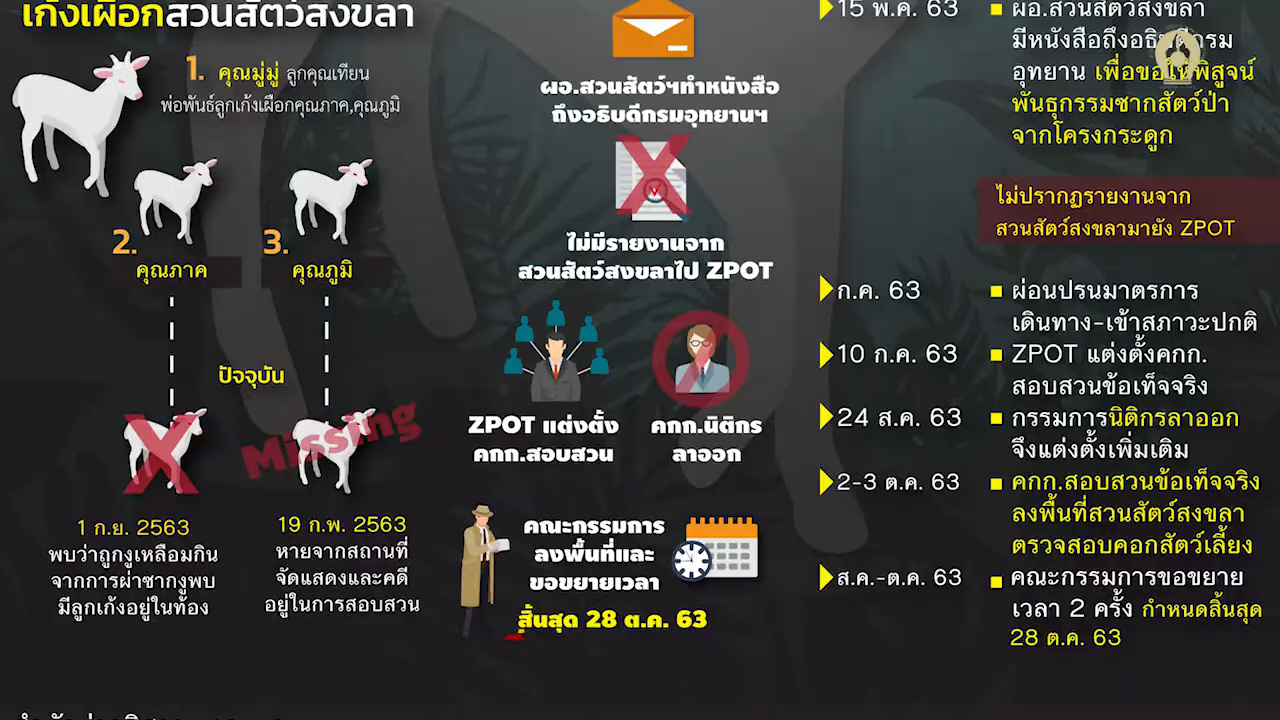 เก้งเผือกสวนสัตว์สงขลา
1. คุณมู่มู่ ลูกคุณเทียน
พ่อพันธุ์ลูกเก้งเผือกคุณภาค,คุณภูมิ
2.
คุณภาค
3.
คุณภูมิ
ปัจจุบัน
Missing
1 ก.ย. 2563
พบว่าถูกงูเหลือมกิน
จากการผ่าซากงูพบ
มีลูกเก้งอยู่ในท้อง
19 ก.พ. 2563
หายจากสถานที่
จัดแสดงและคดี
อยู่ในการสอบสวน
ผอ.สวนสัตว์ฯทำหนังสือ
ถึงอธิบดีกรมอุทยานฯ
ไม่มีรายงานจาก
สวนสัตว์สงขลาไป ZPOT
ZPOT แต่งตั้ง
คกก.สอบสวน
คกก.นิติกร
ลาออก
คณะกรรมการ
ลงพื้นที่และ
ขอขยายเวลา
สิ้นสุด 28 ต.ค. 63
15 พ.ค. 63
ผอ.สวนสัตว์สงขลา
มีหนังสือถึงอธิบดีกรม
อุทยาน เพื่อขอให้พิสูจน์
พันธุกรรมซากสัตว์ป่า
จากโครงกระดูก
ไม่ปรากฏรายงานจาก
สวนสัตว์สงขลามายัง ZPOT
ก.ค. 63
ผ่อนปรนมาตรการ
เดินทาง-เข้าสภาวะปกติ
10 ก.ค. 63
ZPOT แต่งตั้งคกก.
สอบสวนข้อเท็จจริง
24 ส.ค. 63
กรรมการนิติกรลาออก
จึงแต่งตั้งเพิ่มเติม
2-3 ต.ค. 63
คกก.สอบสวนข้อเท็จจริง
ลงพื้นที่สวนสัตว์สงขลา
ตรวจสอบคอกสัตว์เลี้ยง
ส.ค.-ต.ค. 63
คณะกรรมการขอขยาย
เวลา 2 ครั้ง กำหนดสิ้นสุด
28 ต.ค. 63